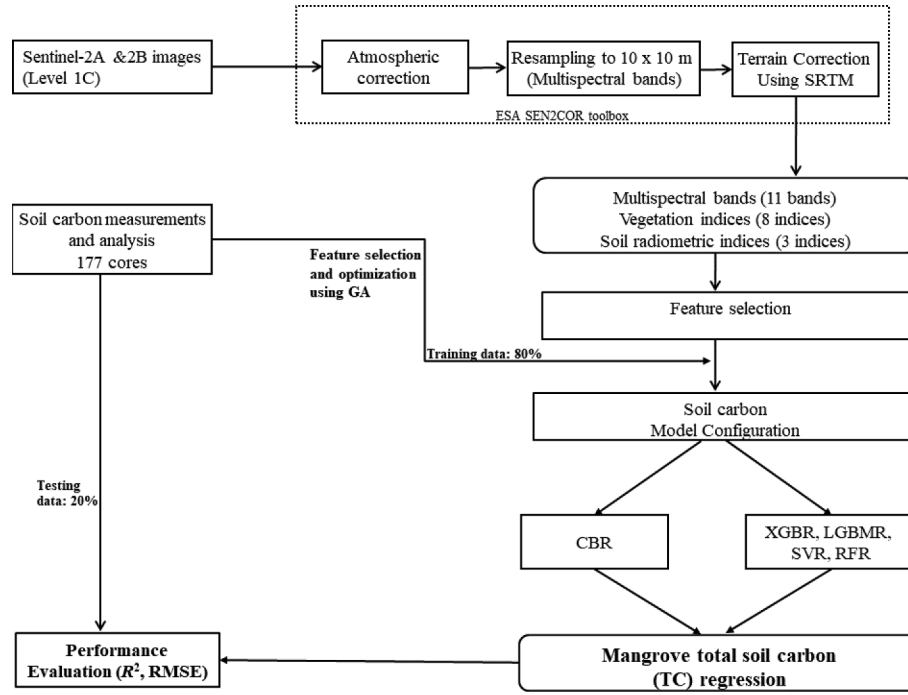 Sentinel-2A &2B images
(Level 1C)
Atmospheric
correction
Resampling to 10 x 10 m
(Multispectral bands)
Terrain Correction
Using SRTM
ESA SEN2COR toolbox
Multispectral bands (11 bands)
Vegetation indices (8 indices)
Soil radiometric indices (3 indices)
Soil carbon measurements
and analysis
177 cores
Feature selection
and optimization
using GA
Feature selection
Training data: 80%
Soil carbon
Model Configuration
Testing
data: 20%
CBR
XGBR, LGBMR,
SVR, RFR
Performance
Evaluation (R², RMSE)
Mangrove total soil carbon
(TC) regression